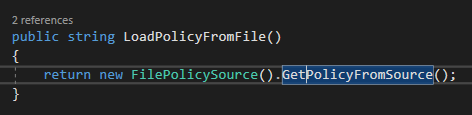 2 references
public string LoadPolicyFromFile()
{
return new FilePolicySource().GetPolicyFromSource();
}